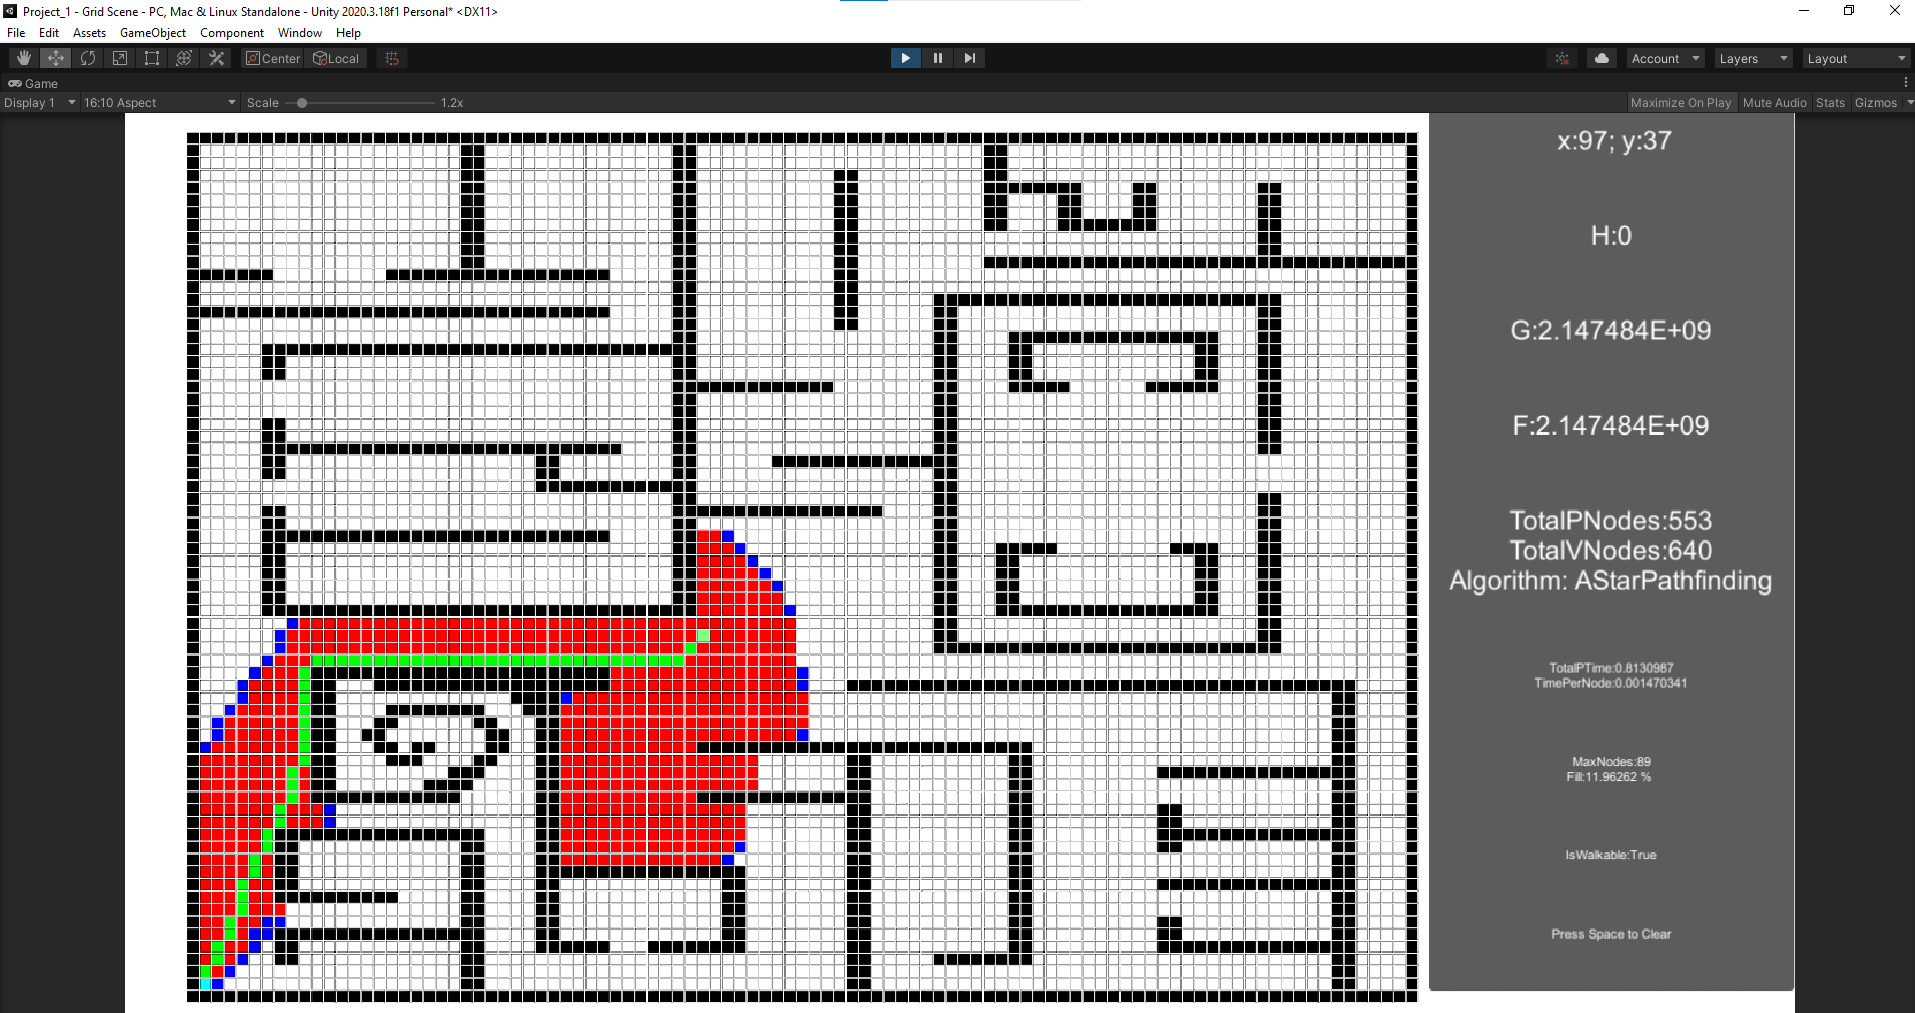 Project_1 - Grid Scene - PC, Mac & Linux Standalone - Unity 2020.3.18f1 Personal* <DX11>
File Edit Assets GameObject Component Window Help
Center Local Account Layers Layout
Game
Display 1 16:10 Aspect Scale 1.2x Maximize On Play Mute Audio Stats Gizmos
x:97; y:37
H:0
G:2.147484E+09
F:2.147484E+09
TotalPNodes:553
TotalVNodes:640
Algorithm: AStarPathfinding
TotalPTime:0.8130987
TimePerNode:0.001470341
MaxNodes:89
Fill:11.96262 %
IsWalkable:True
Press Space to Clear